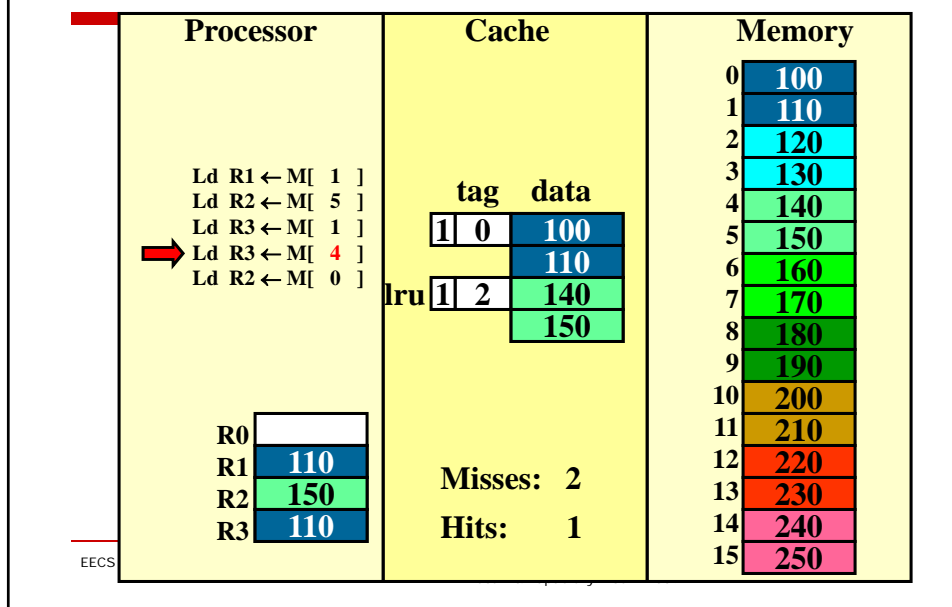 Processor
Ld R1 ← M[ 1 ]
Ld R2 ← M[ 5 ]
Ld R3 ← M[ 1 ]
Ld R3 ← M[ 4 ]
Ld R2 ← M[ 0 ]
R0
R1 110
R2 150
R3 110
Cache
tag data
1 0 100
110
lru 1 2 140
150
Misses: 2
Hits: 1
Memory
0 100
1 110
2 120
3 130
4 140
5 150
6 160
7 170
8 180
9 190
10 200
11 210
12 220
13 230
14 240
15 250
EECS